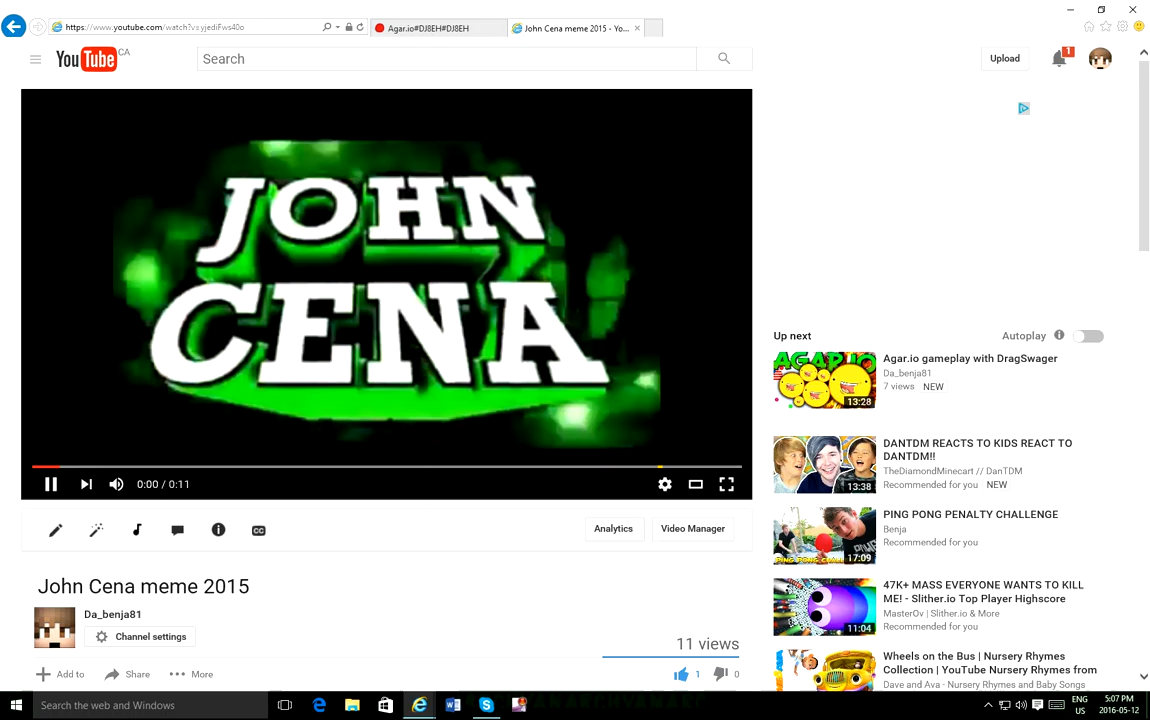 https://www.youtube.com/watch?v=
Agar.io#DJ8EH#DJ8EH
John Cena meme 2015 - Yo...
YouTube CA
Search
Upload
1
JOHN
CENA
0:00 / 0:11
Analytics
Video Manager
John Cena meme 2015
Da_benja81
Channel settings
11 views
Add to
Share
More
1
0
Up next
Autoplay
AGAR.IO
13:28
Agar.io gameplay with DragSwager
Da_benja81
7 views NEW
13:38
DANTDM REACTS TO KIDS REACT TO
DANTDM!!
TheDiamondMinecart // DanTDM
Recommended for you NEW
17:09
PING PONG PENALTY CHALLENGE
Benja
Recommended for you
11:04
47K+ MASS EVERYONE WANTS TO KILL
ME! - Slither.io Top Player Highscore
MasterOv | Slither.io & More
Recommended for you
Wheels on the Bus | Nursery Rhymes
Collection | YouTube Nursery Rhymes from
Dave and Ava - Nursery Rhymes and Baby Songs
Search the web and Windows
ENG
US
5:07 PM
2016-05-12